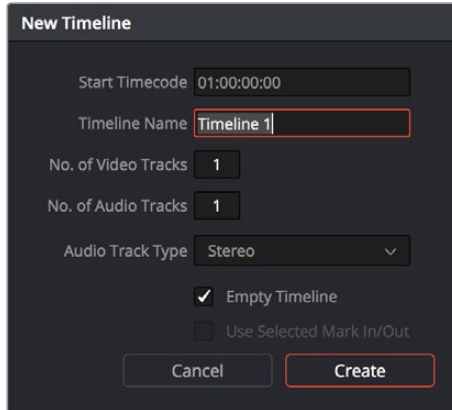 New Timeline
Start Timecode 01:00:00:00
Timeline Name Timeline 1
No. of Video Tracks 1
No. of Audio Tracks 1
Audio Track Type Stereo
Empty Timeline
Use Selected Mark In/Out
Cancel Create